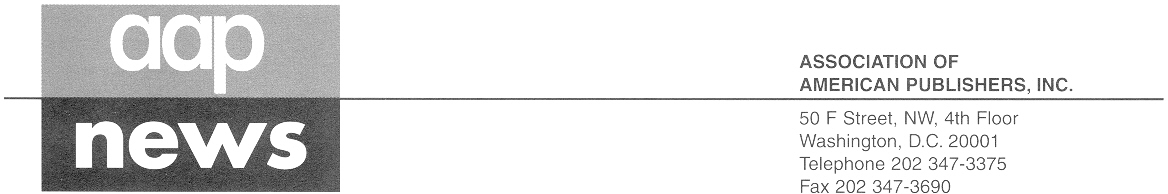 aap
news
ASSOCIATION OF
AMERICAN PUBLISHERS, INC.
50 F Street, NW, 4th Floor
Washington, D.C. 20001
Telephone 202 347-3375
Fax 202 347-3690